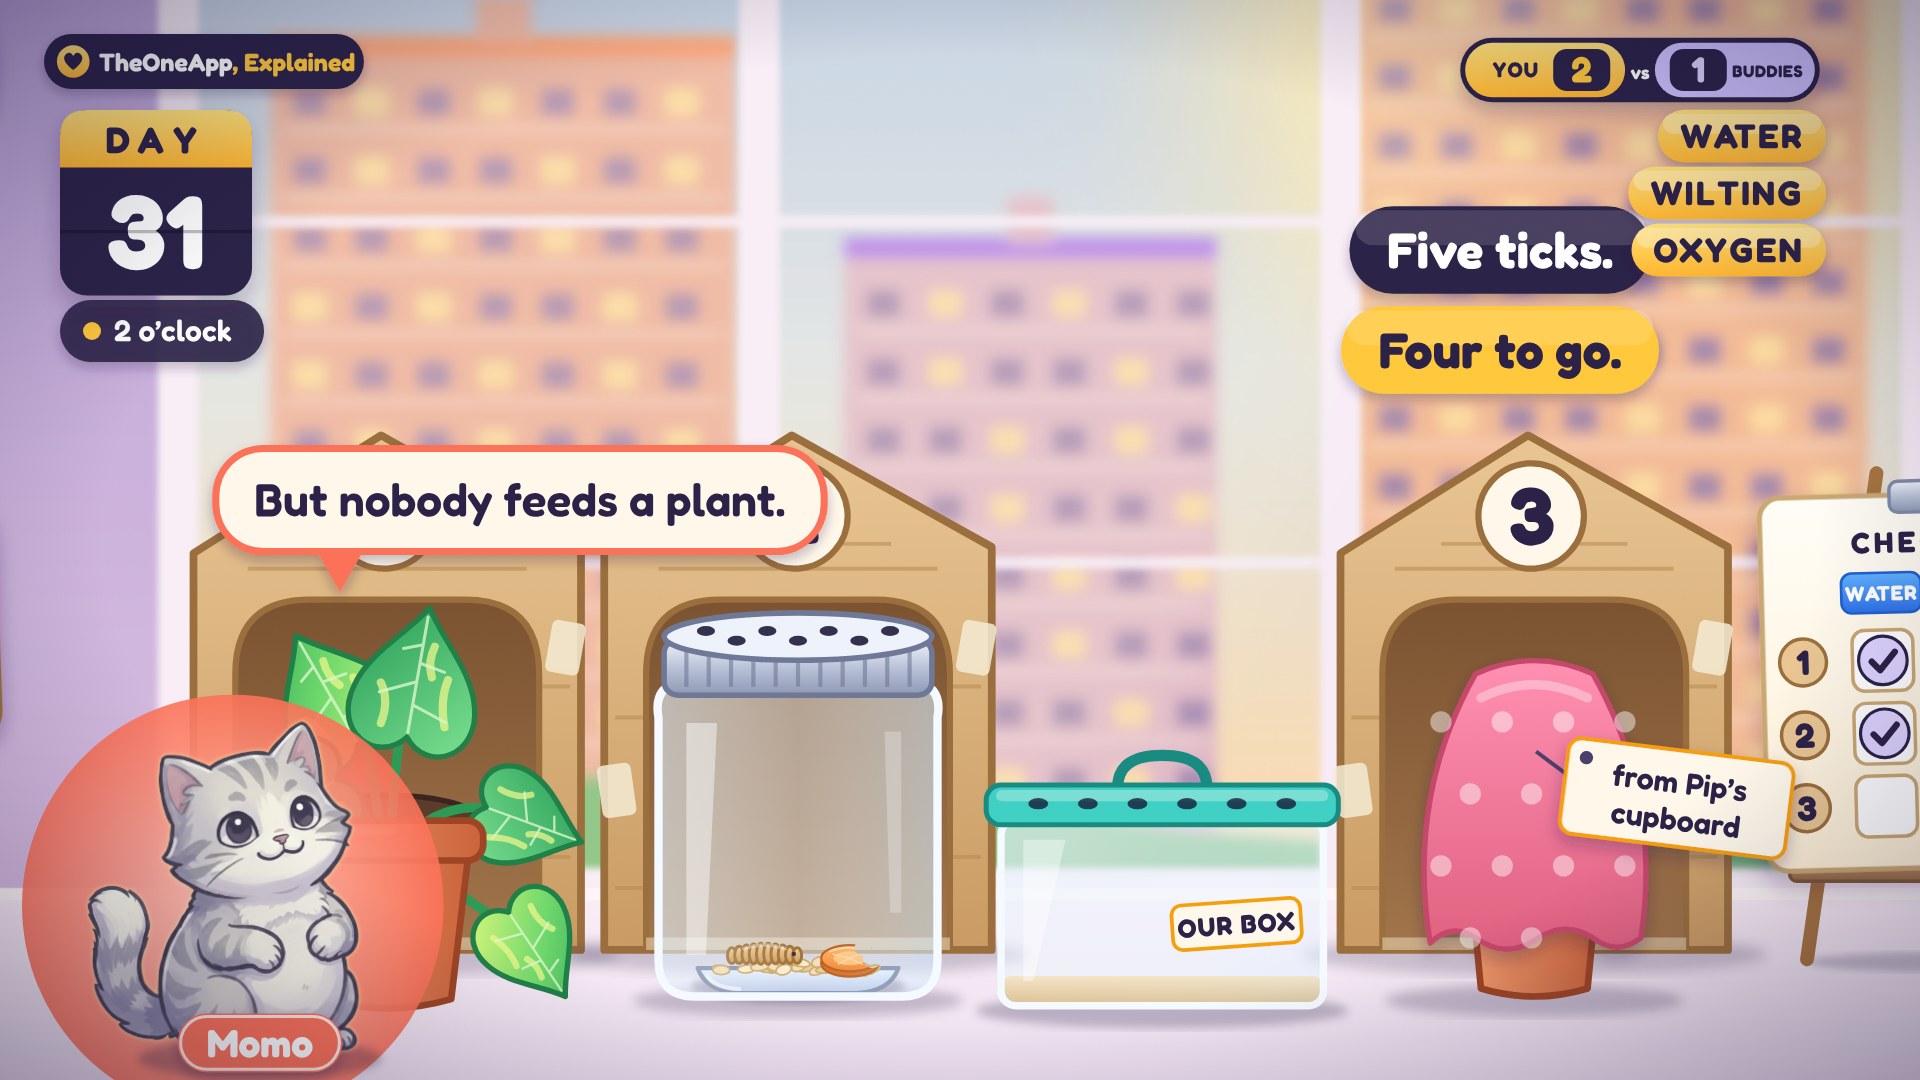 TheOneApp, Explained
DAY
31
2 o'clock
YOU 2 vs 1 BUDDIES
WATER
WILTING
OXYGEN
Five ticks.
Four to go.
But nobody feeds a plant.
3
CHE
WATER
1
2
3
from Pip's
cupboard
OUR BOX
Momo